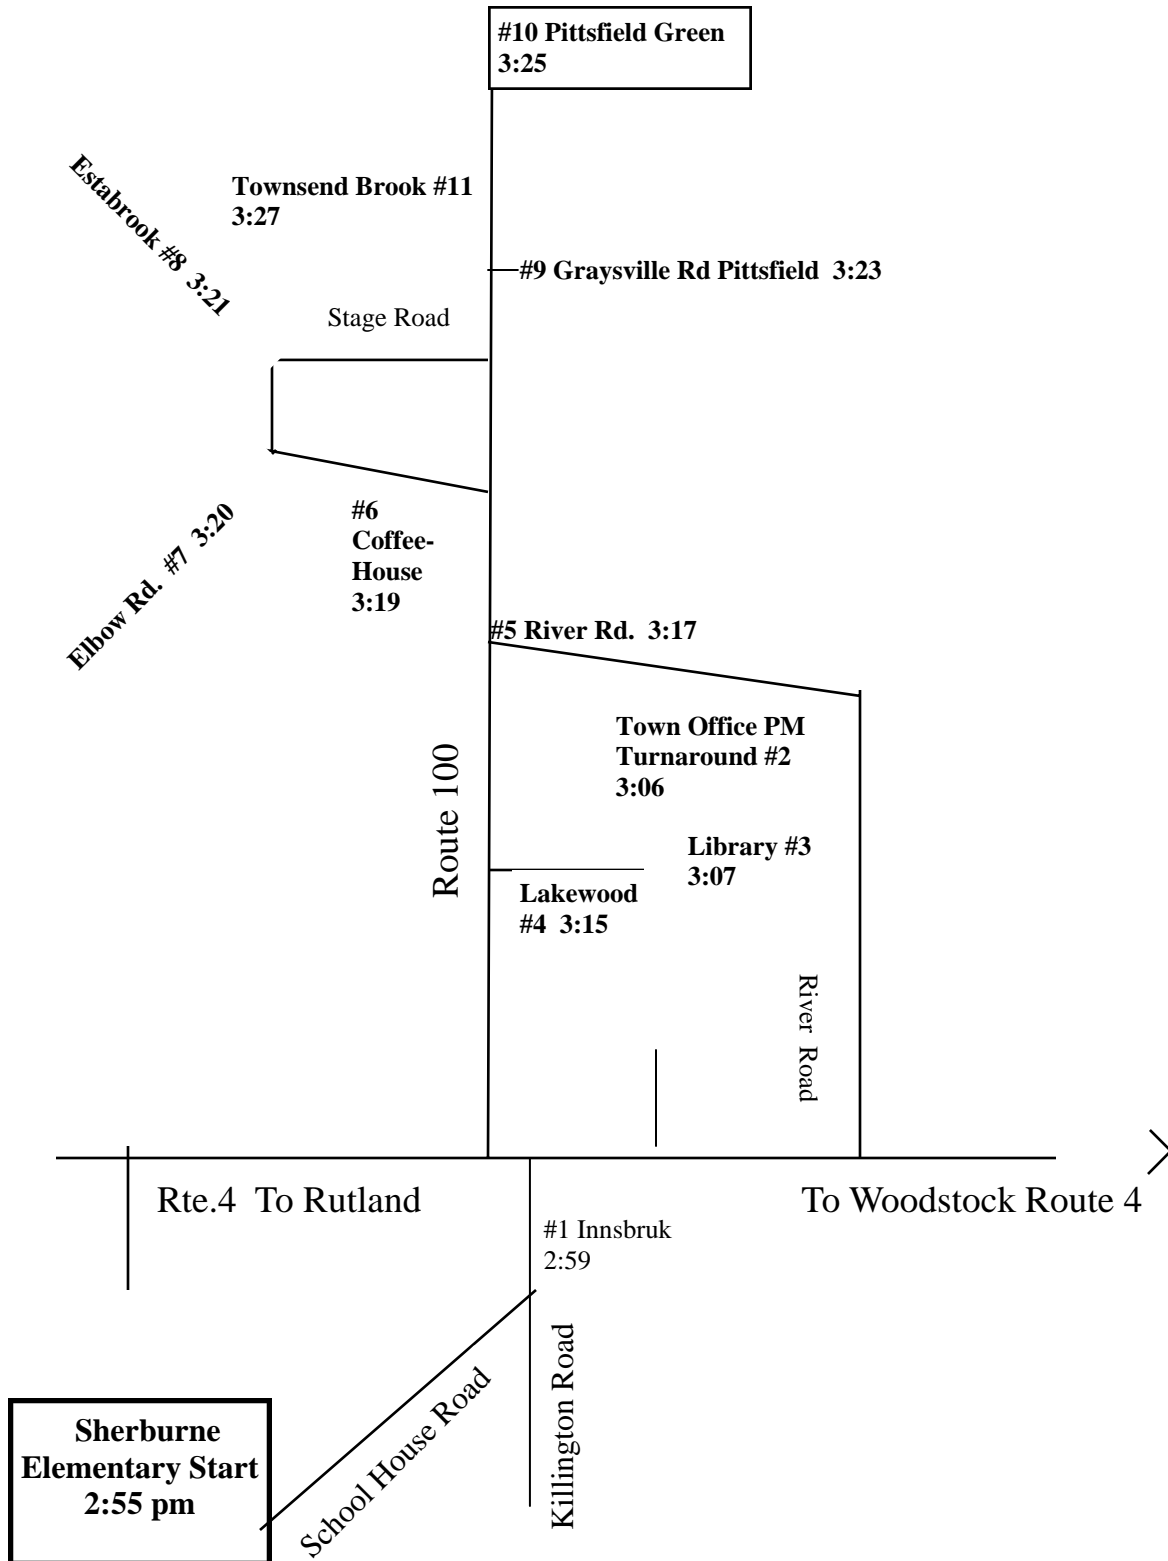 #10 Pittsfield Green
3:25
Townsend Brook #11
3:27
Estabrook #8  3:21
#9 Graysville Rd Pittsfield  3:23
Stage Road
#6
Coffee-
House
3:19
Elbow Rd.  #7  3:20
#5 River Rd.  3:17
Town Office PM
Turnaround #2
3:06
Route 100
Library #3
3:07
Lakewood
#4  3:15
River Road
Rte.4  To Rutland
To Woodstock Route 4
#1 Innsbruk
2:59
Killington Road
School House Road
Sherburne
Elementary Start
2:55 pm